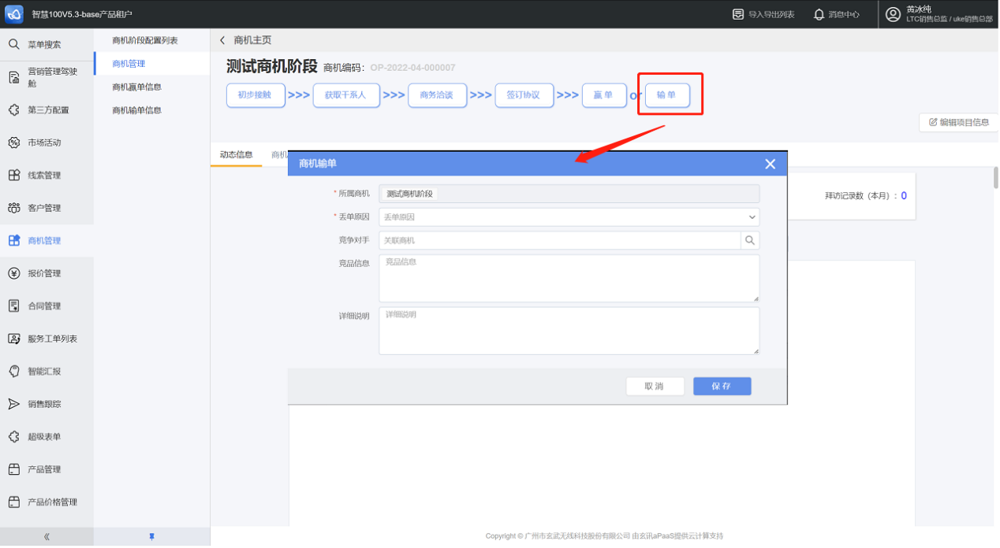 智慧100V5.3-base产品租户
导入导出列表
消息中心
黄冰纯
LTC销售总监 / uke销售总部
菜单搜索
营销管理驾驶
舱
第三方配置
市场活动
线索管理
客户管理
商机管理
报价管理
合同管理
服务工单列表
智能汇报
销售跟踪
超级表单
产品管理
产品价格管理
商机阶段配置列表
商机管理
商机赢单信息
商机输单信息
商机主页
测试商机阶段 商机编码：OP-2022-04-000007
初步接触 >>> 获取干系人 >>> 商务洽谈 >>> 签订协议 >>> 赢 单 or 输 单
编辑项目信息
动态信息 商机
拜访记录数（本月）：0
商机输单
* 所属商机 测试商机阶段
* 丢单原因 丢单原因
竞争对手 关联商机
竞品信息 竞品信息
详细说明 详细说明
取 消 保 存
Copyright © 广州市玄武无线科技股份有限公司 由玄讯aPaaS提供云计算支持